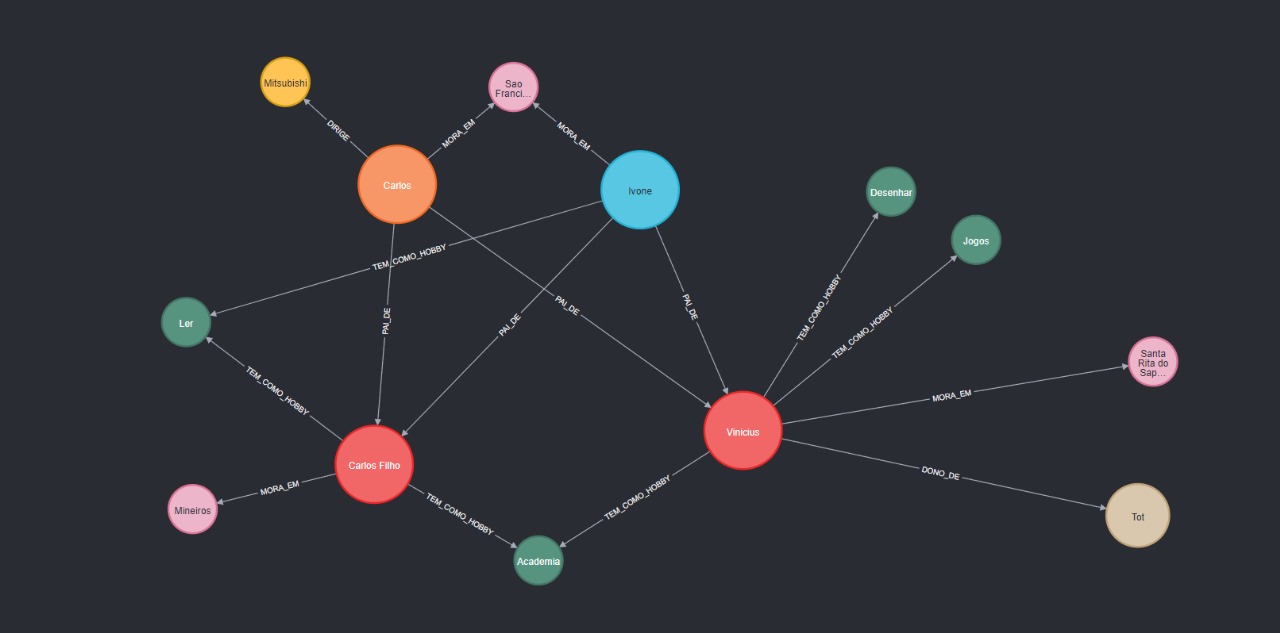 Mitsubishi
Sao
Franci...
DIRIGE
MORA_EM
MORA_EM
Carlos
Ivone
Desenhar
Jogos
TEM_COMO_HOBBY
PAI_DE
PAI_DE
PAI_DE
PAI_DE
TEM_COMO_HOBBY
TEM_COMO_HOBBY
Ler
Santa
Rita do
Sap...
TEM_COMO_HOBBY
MORA_EM
Vinicius
Carlos Filho
DONO_DE
MORA_EM
Mineiros
TEM_COMO_HOBBY
TEM_COMO_HOBBY
Tot
Academia